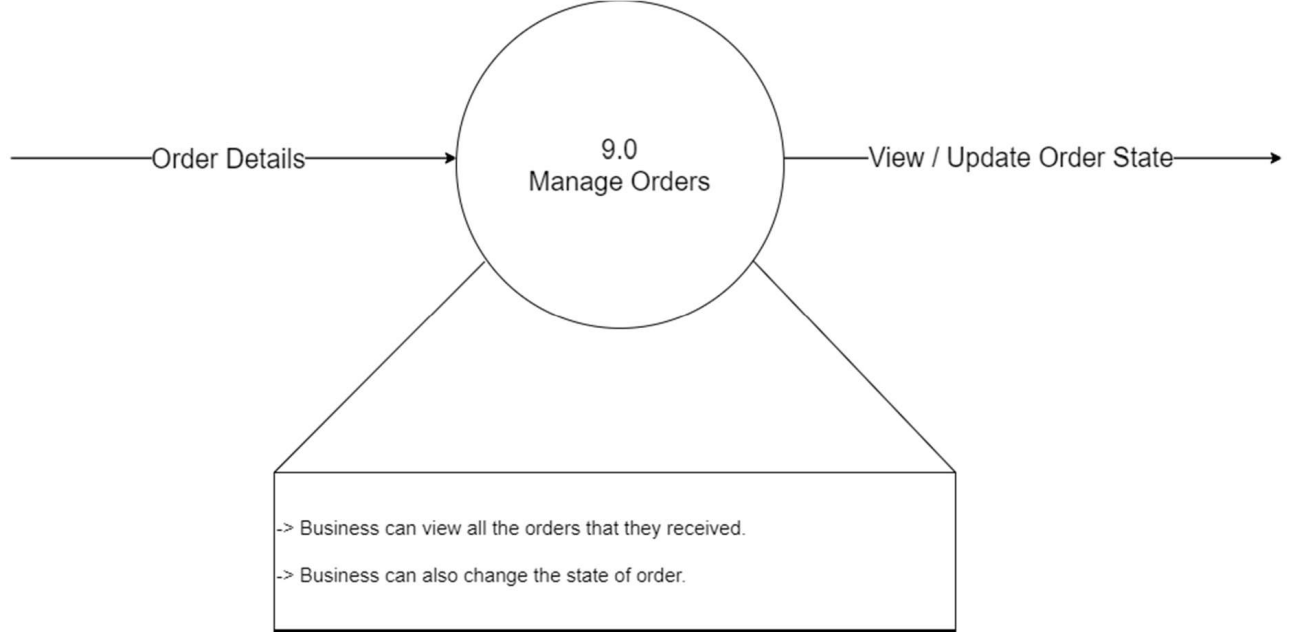 Order Details
9.0
Manage Orders
View / Update Order State
-> Business can view all the orders that they received.
-> Business can also change the state of order.